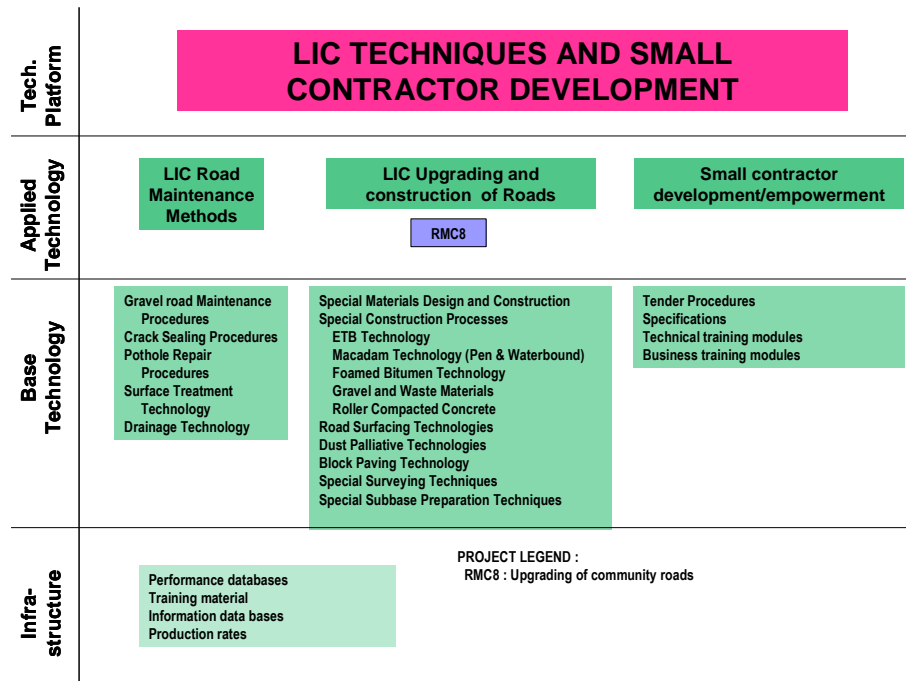 Tech.
Platform
LIC TECHNIQUES AND SMALL
CONTRACTOR DEVELOPMENT
Applied
Technology
LIC Road
Maintenance
Methods
LIC Upgrading and
construction of Roads
RMC8
Small contractor
development/empowerment
Base
Technology
Gravel road Maintenance
Procedures
Crack Sealing Procedures
Pothole Repair
Procedures
Surface Treatment
Technology
Drainage Technology
Special Materials Design and Construction
Special Construction Processes
ETB Technology
Macadam Technology (Pen & Waterbound)
Foamed Bitumen Technology
Gravel and Waste Materials
Roller Compacted Concrete
Road Surfacing Technologies
Dust Palliative Technologies
Block Paving Technology
Special Surveying Techniques
Special Subbase Preparation Techniques
Tender Procedures
Specifications
Technical training modules
Business training modules
Infra-
structure
Performance databases
Training material
Information data bases
Production rates
PROJECT LEGEND :
RMC8 : Upgrading of community roads